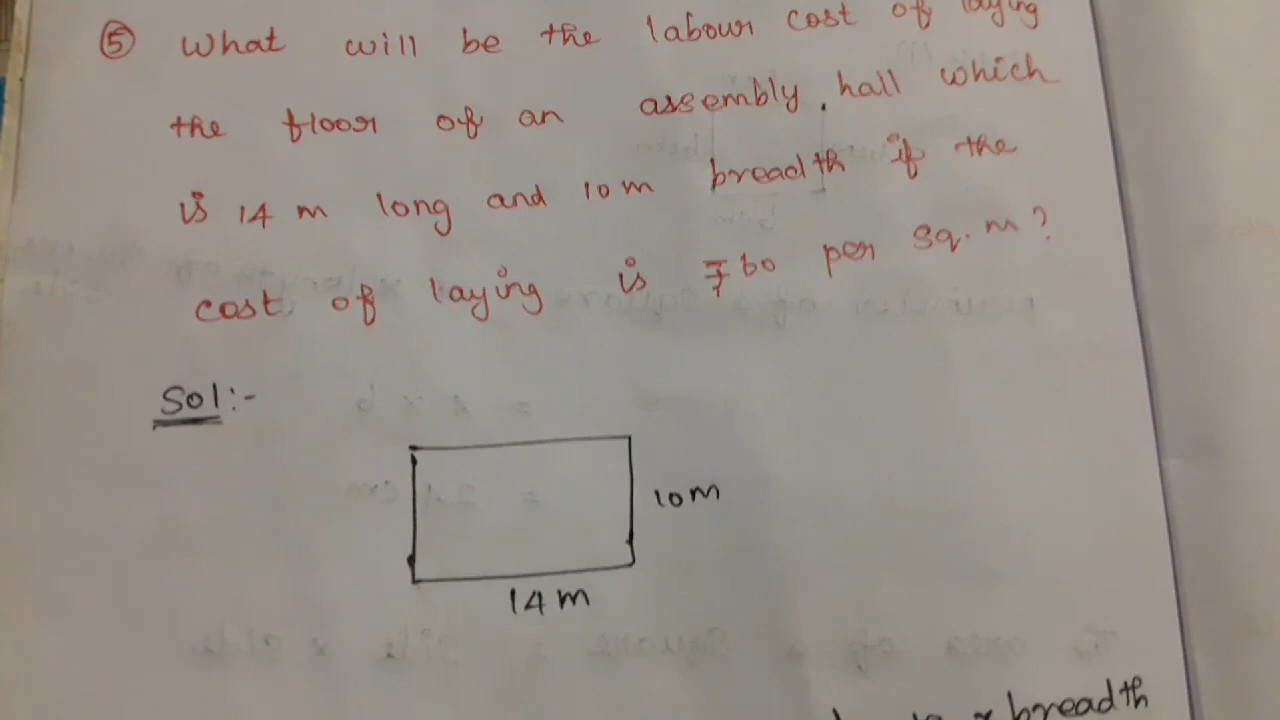 ⑤ What will be the labour cost of laying
the floor of an assembly hall which
is 14 m long and 10 m breadth if the
cost of laying is ₹ 60 per sq. m?
Sol:-
10m
14 m
x breadth